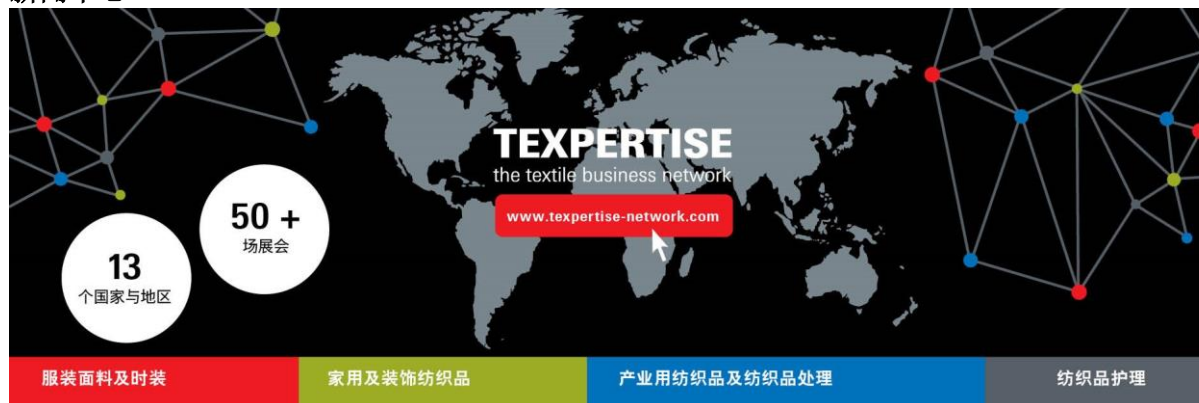 TEXPERTISE
the textile business network
www.texpertise-network.com
50 +
场展会
13
个国家与地区
服装面料及时装
家用及装饰纺织品
产业用纺织品及纺织品处理
纺织品护理